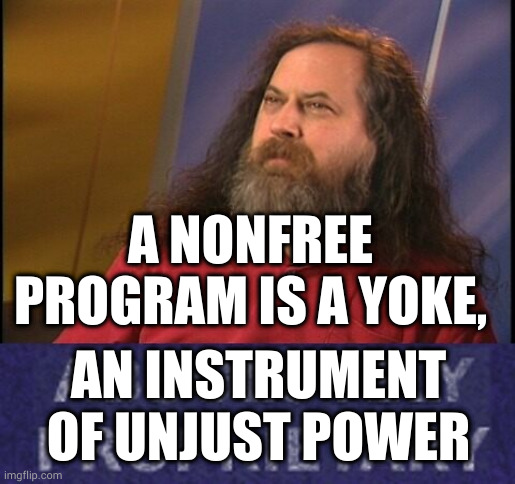 A NONFREE
PROGRAM IS A YOKE,
AN INSTRUMENT
OF UNJUST POWER
imgflip.com